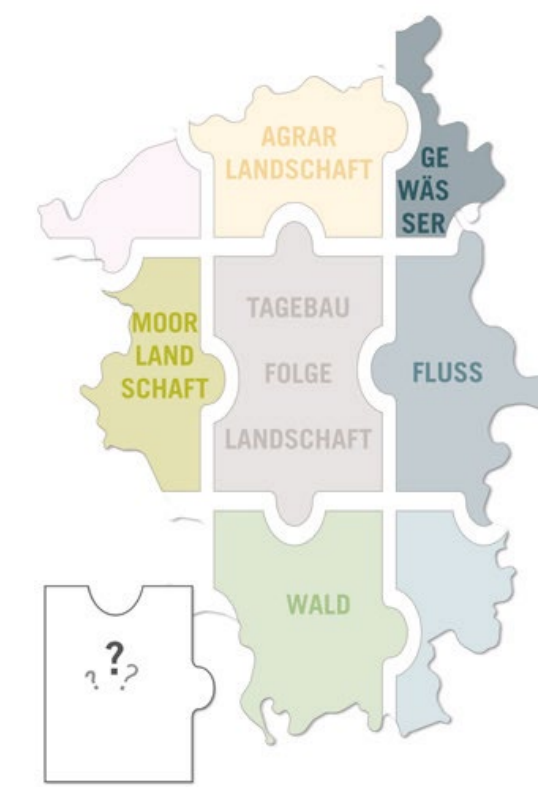 AGRAR
LANDSCHAFT
GE
WÄS
SER
MOOR
LAND
SCHAFT
TAGEBAU
FOLGE
LANDSCHAFT
FLUSS
WALD
?
? ?